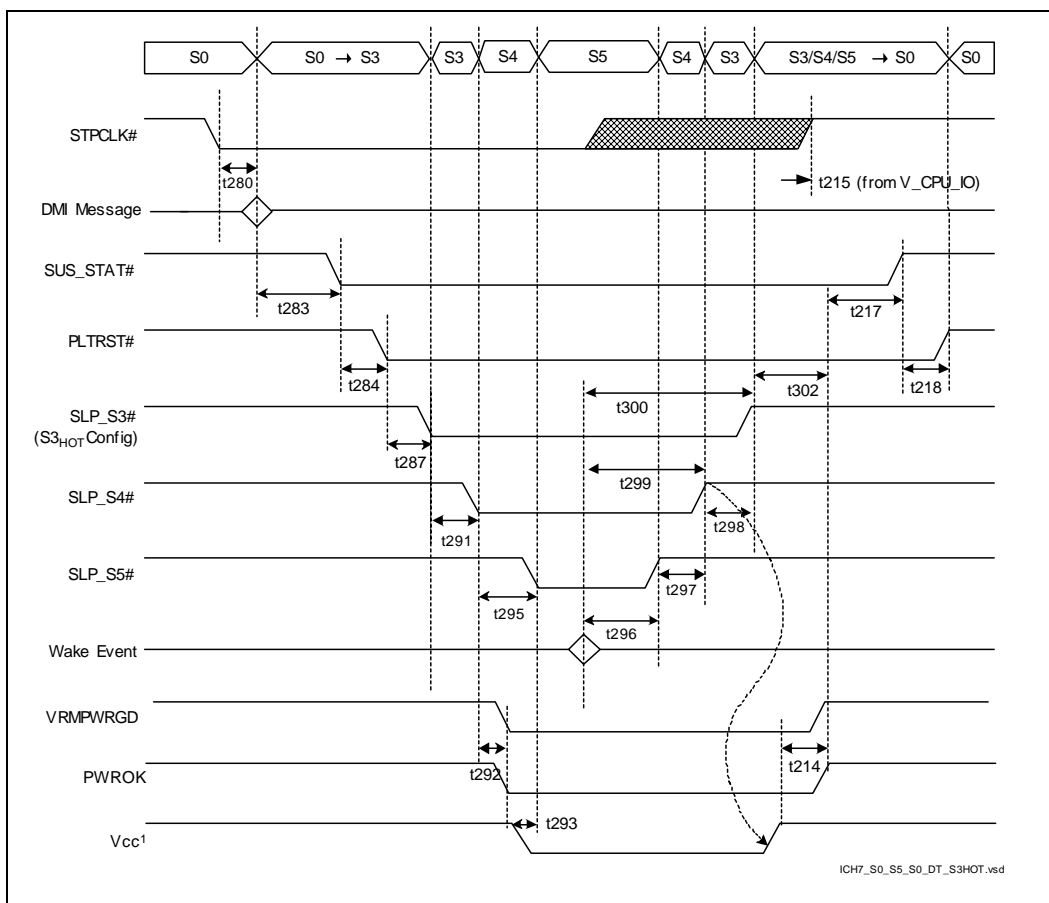 S0 S0 → S3 S3 S4 S5 S4 S3 S3/S4/S5 → S0 S0
STPCLK#
t280
t215 (from V_CPU_IO)
DMI Message
SUS_STAT#
t283
t217
PLTRST#
t284
t302
t218
t300
SLP_S3#
(S3HOT Config)
t287
t299
SLP_S4#
t291
t298
SLP_S5#
t295
t297
t296
Wake Event
VRMPWRGD
t292
t214
PWROK
t293
Vcc1
ICH7_S0_S5_S0_DT_S3HOT.vsd